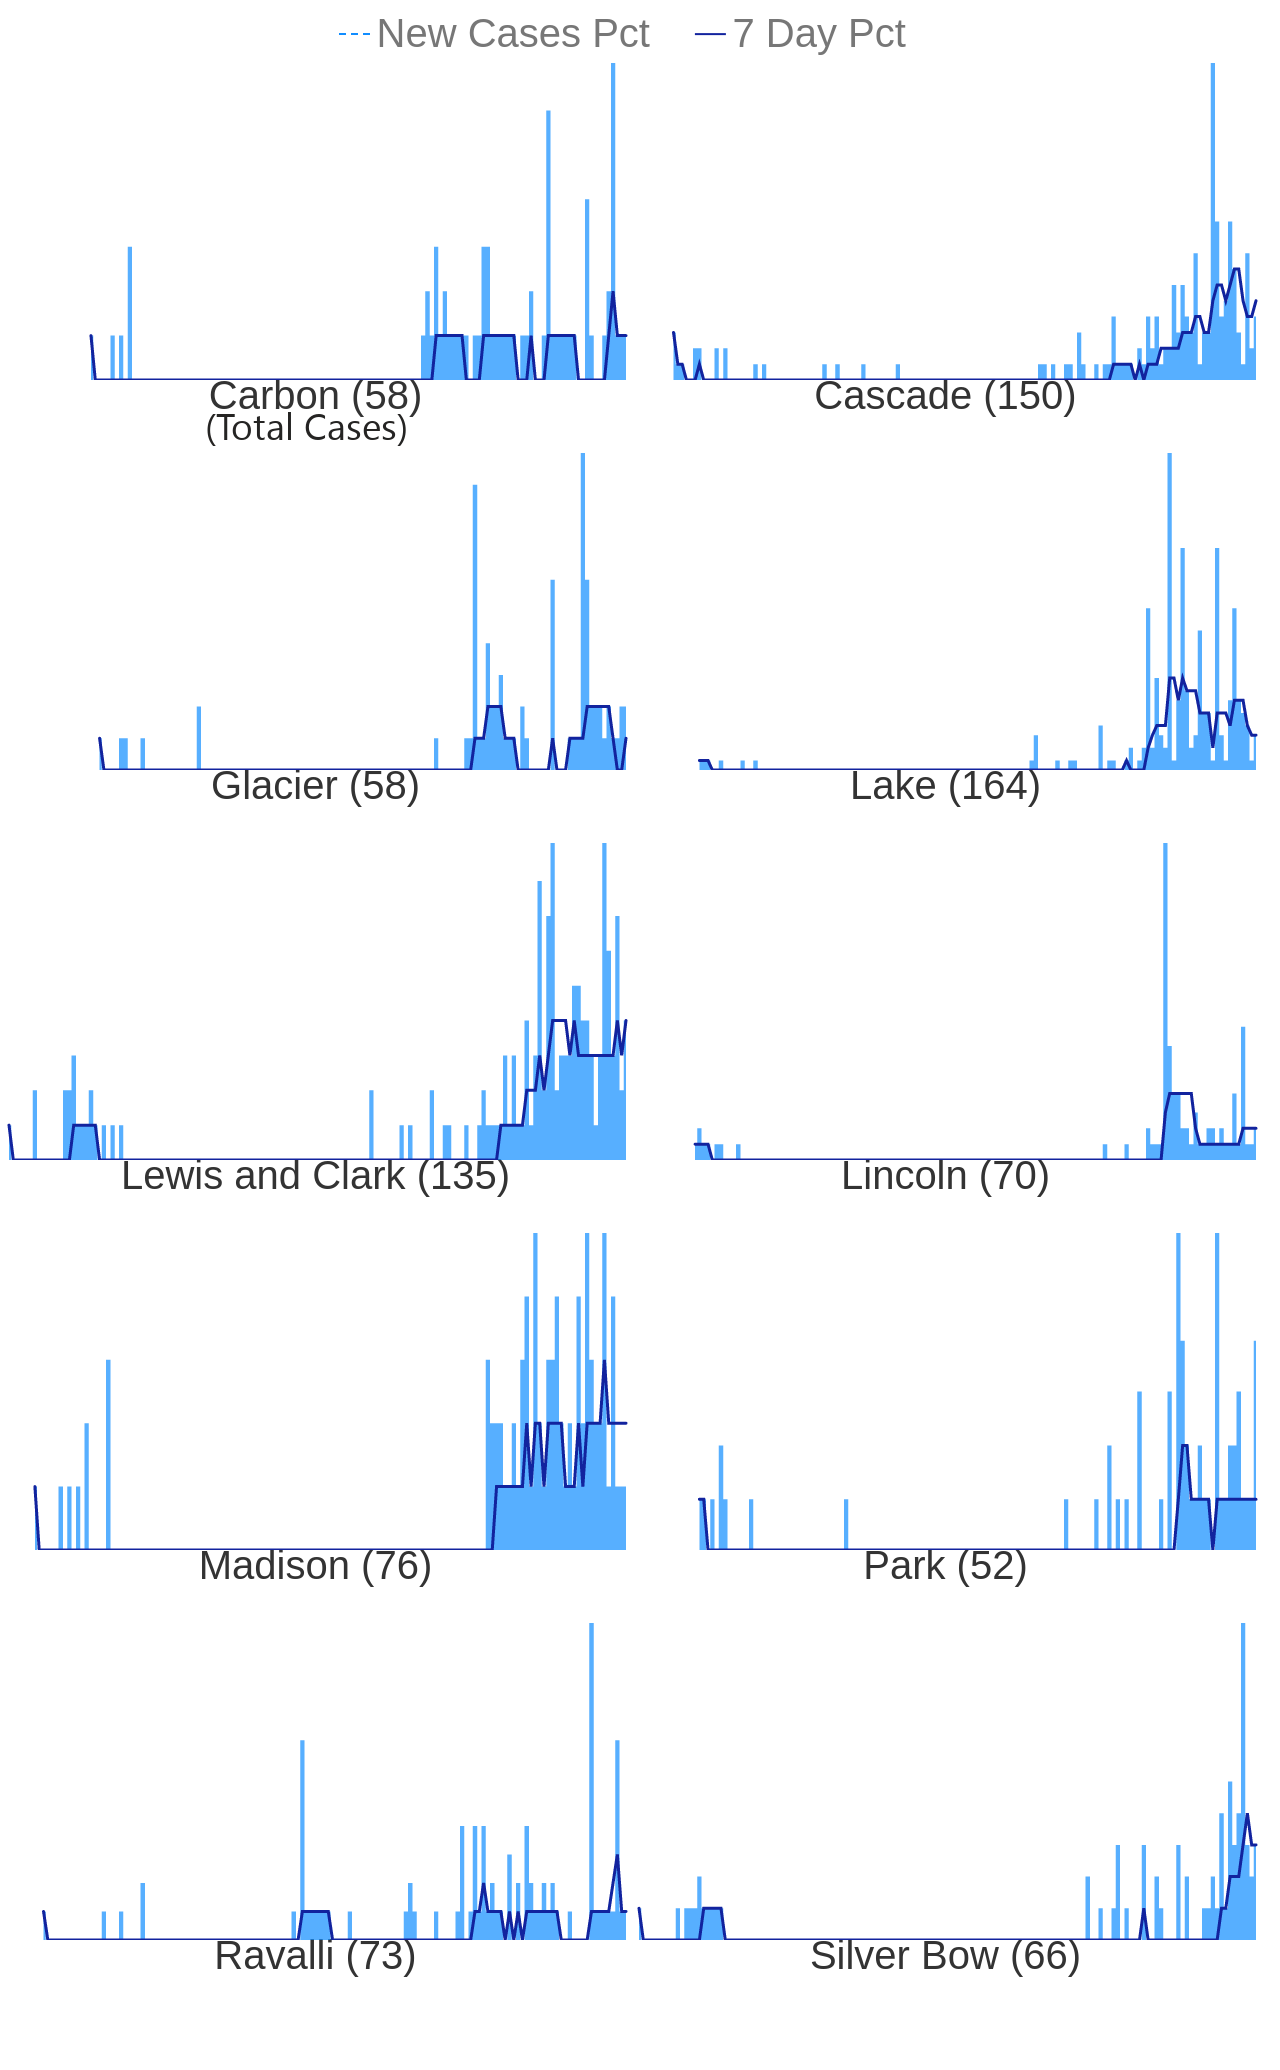 New Cases Pct 7 Day Pct
Carbon (58) Cascade (150)
(Total Cases)
Glacier (58) Lake (164)
Lewis and Clark (135) Lincoln (70)
Madison (76) Park (52)
Ravalli (73) Silver Bow (66)